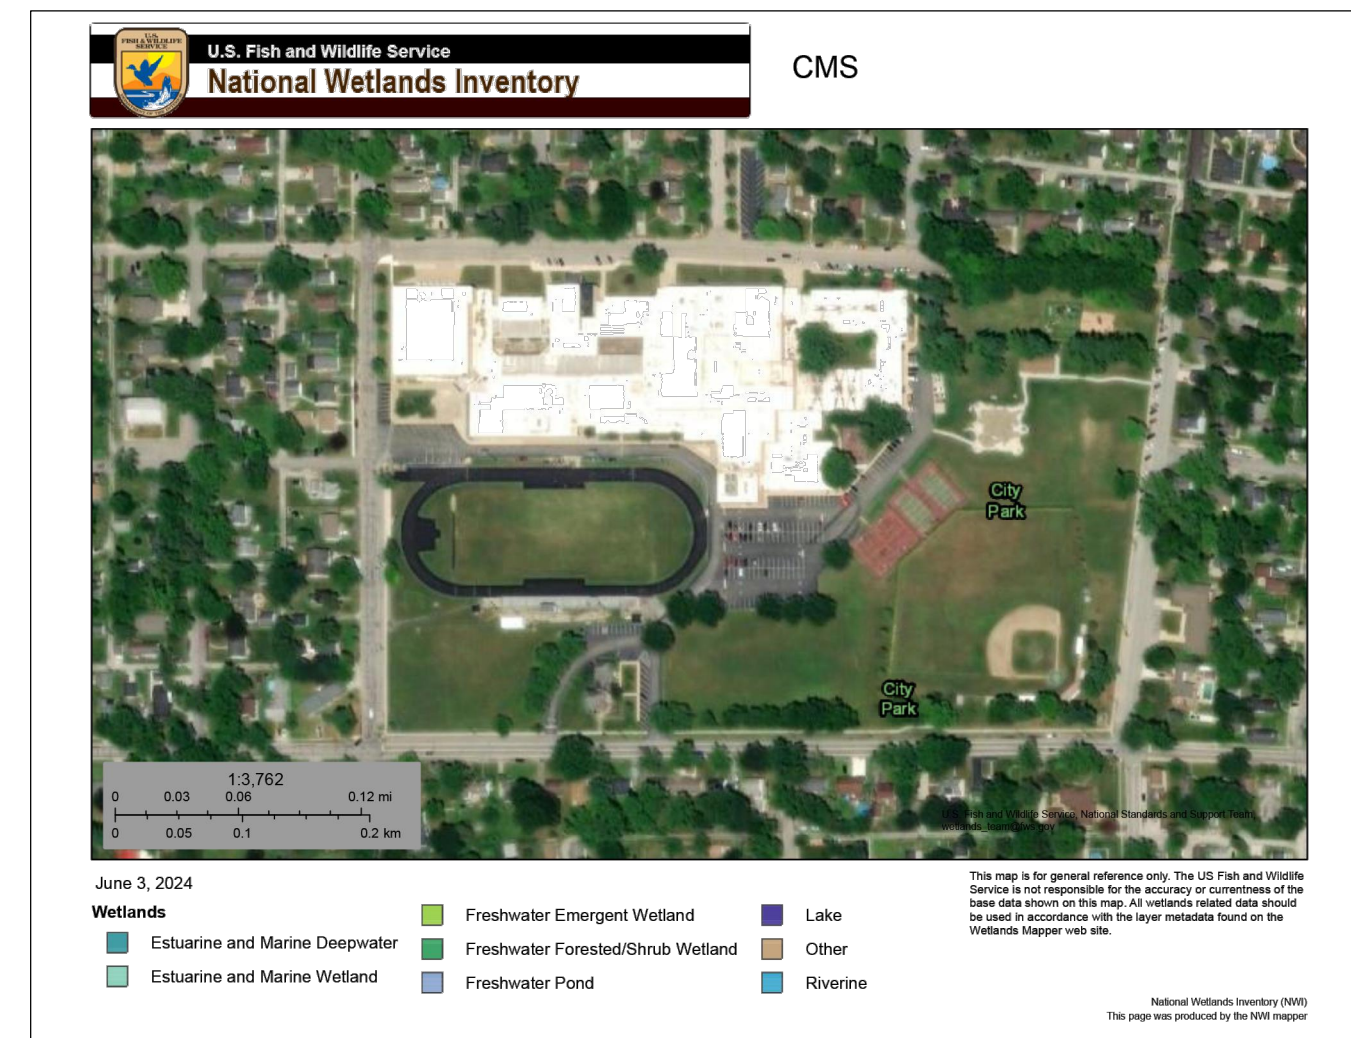 U.S.
FISH & WILDLIFE
SERVICE
U.S. Fish and Wildlife Service
National Wetlands Inventory
CMS
City
Park
City
Park
1:3,762
0 0.03 0.06 0.12 mi
0 0.05 0.1 0.2 km
U.S. Fish and Wildlife Service, National Standards and Support Team,
wetlands_team@fws.gov
June 3, 2024
This map is for general reference only. The US Fish and Wildlife
Service is not responsible for the accuracy or currentness of the
base data shown on this map. All wetlands related data should
be used in accordance with the layer metadata found on the
Wetlands Mapper web site.
Wetlands
Estuarine and Marine Deepwater
Estuarine and Marine Wetland
Freshwater Emergent Wetland
Freshwater Forested/Shrub Wetland
Freshwater Pond
Lake
Other
Riverine
National Wetlands Inventory (NWI)
This page was produced by the NWI mapper